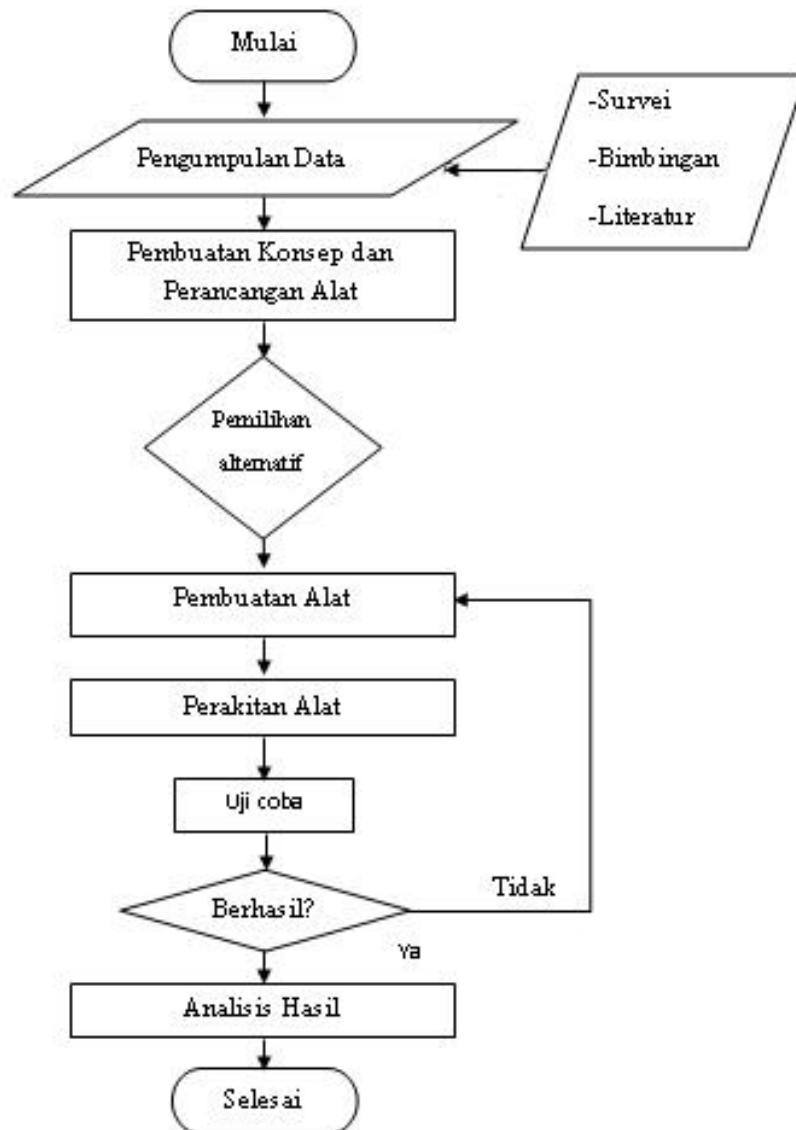 Mulai
Pengumpulan Data
-Survei
-Bimbingan
-Literatur
Pembuatan Konsep dan
Perancangan Alat
Pemilihan
alternatif
Pembuatan Alat
Perakitan Alat
Uji coba
Berhasil?
Tidak
Ya
Analisis Hasil
Selesai